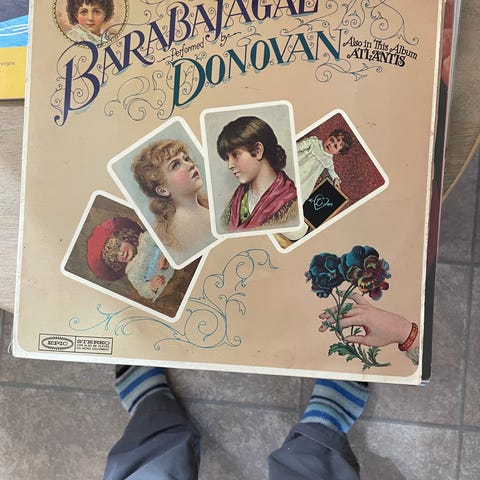 BARABAJAGAL
Performed by
DONOVAN
Also in This Album
ATLANTIS
EPIC
STEREO